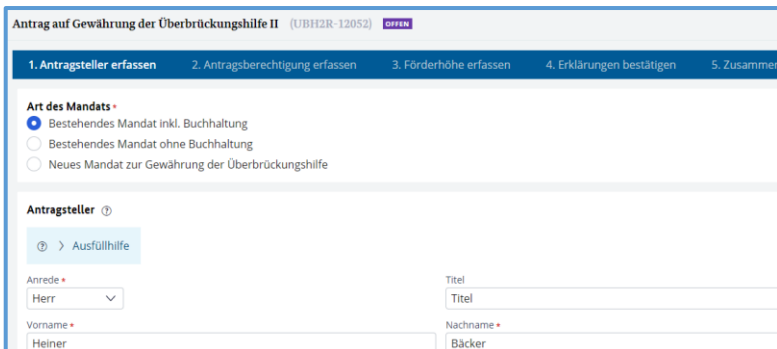 Antrag auf Gewährung der Überbrückungshilfe II (UBH2R-12052) OFFEN
1. Antragsteller erfassen 2. Antragsberechtigung erfassen 3. Förderhöhe erfassen 4. Erklärungen bestätigen 5. Zusammen
Art des Mandats *
Bestehendes Mandat inkl. Buchhaltung
Bestehendes Mandat ohne Buchhaltung
Neues Mandat zur Gewährung der Überbrückungshilfe
Antragsteller ?
? > Ausfüllhilfe
Anrede * Titel
Herr Titel
Vorname * Nachname *
Heiner Bäcker